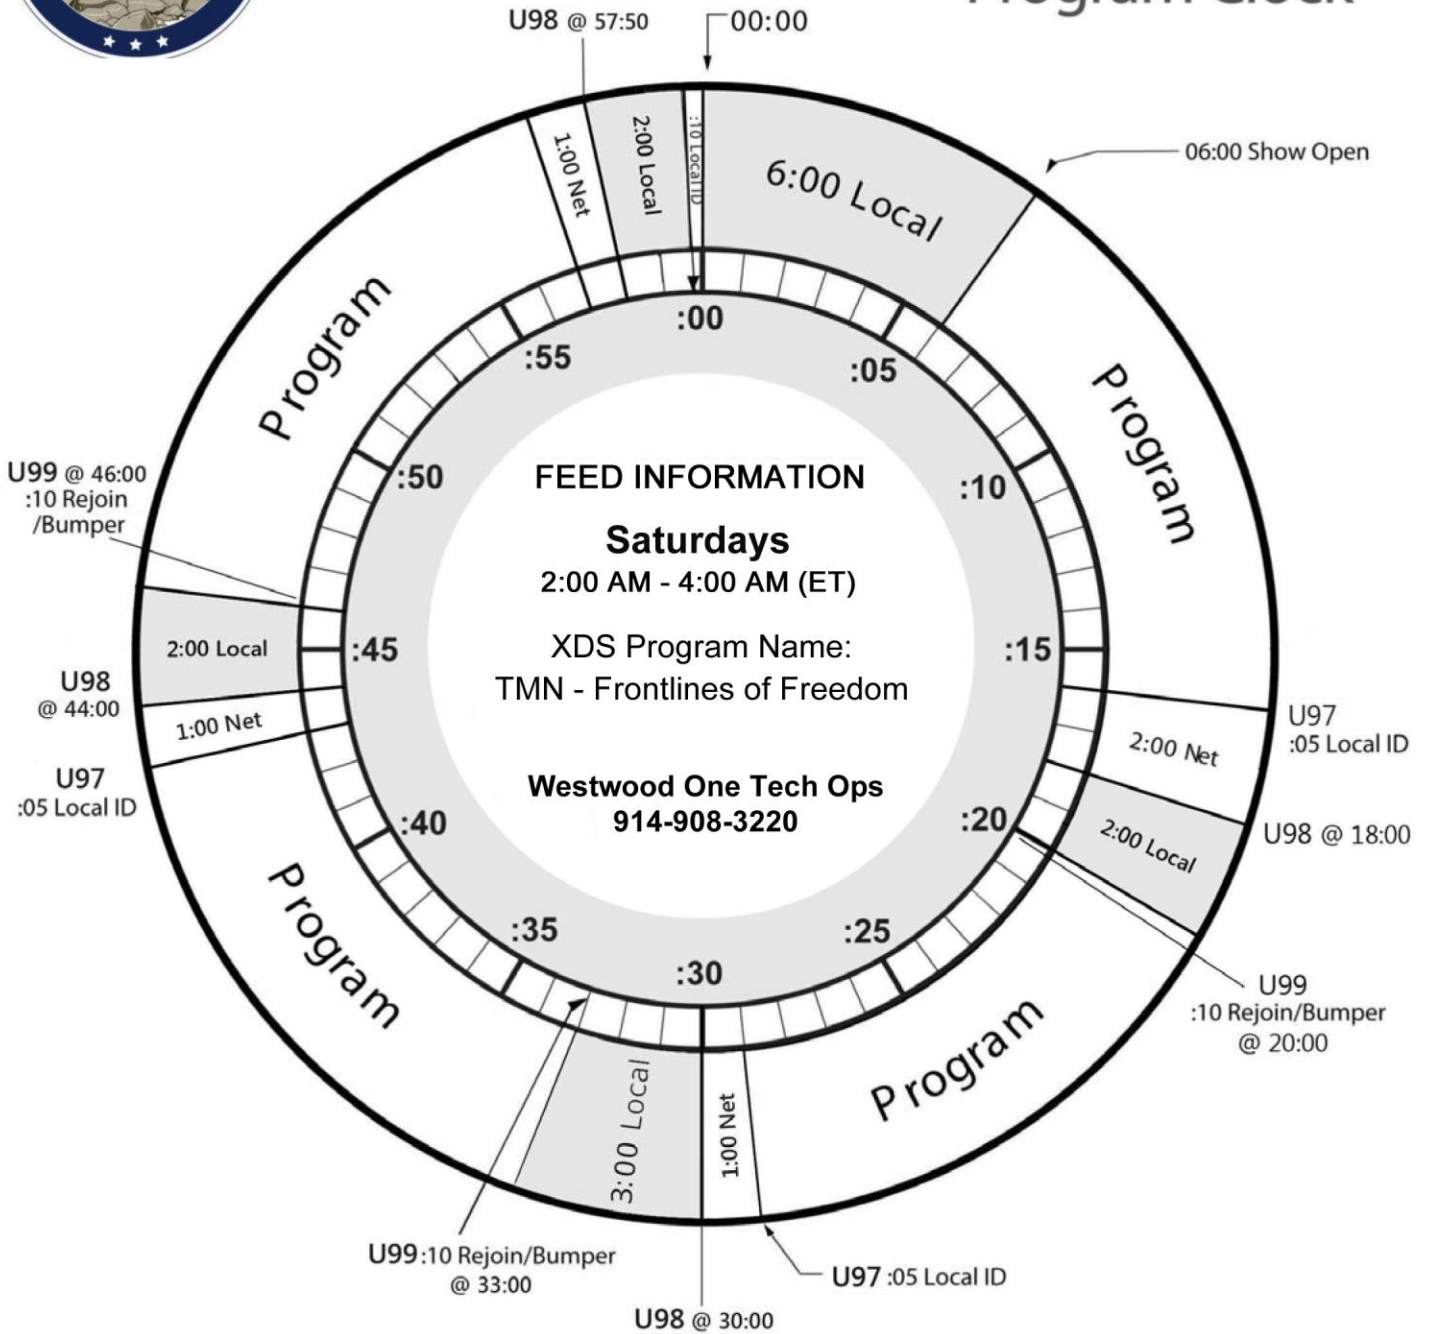 Program Clock
U98 @ 57:50
00:00
06:00 Show Open
1:00 Net
2:00 Local
:10 Local ID
6:00 Local
Program
Program
:00
:05
:10
:15
:20
:25
:30
:35
:40
:45
:50
:55
FEED INFORMATION
Saturdays
2:00 AM - 4:00 AM (ET)
XDS Program Name:
TMN - Frontlines of Freedom
Westwood One Tech Ops
914-908-3220
U99 @ 46:00
:10 Rejoin
/Bumper
2:00 Local
U98
@ 44:00
1:00 Net
U97
:05 Local ID
U97
:05 Local ID
2:00 Net
U98 @ 18:00
2:00 Local
U99
:10 Rejoin/Bumper
@ 20:00
Program
Program
3:00 Local
1:00 Net
U99 :10 Rejoin/Bumper
@ 33:00
U97 :05 Local ID
U98 @ 30:00